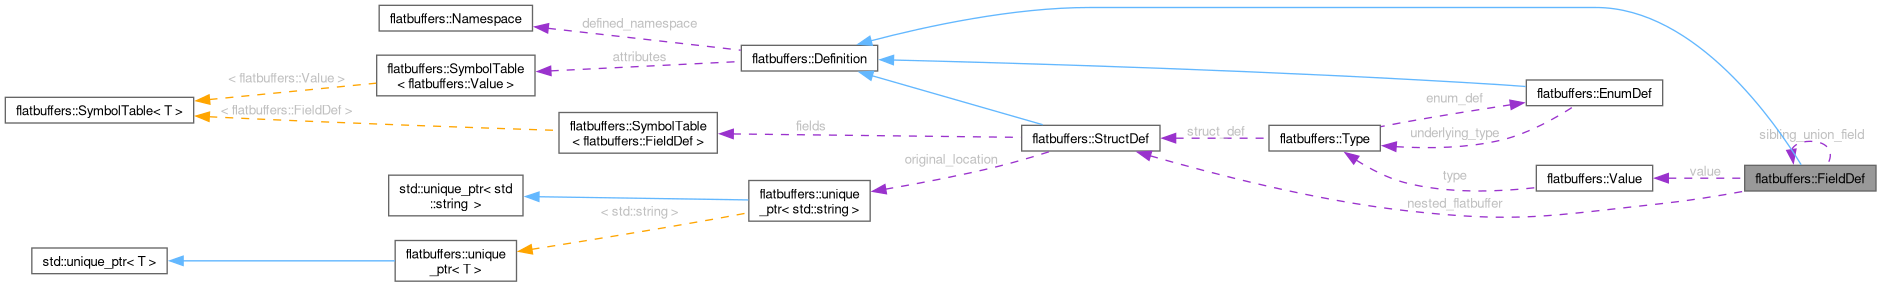 flatbuffers::Namespace
defined_namespace
flatbuffers::Definition
attributes
flatbuffers::SymbolTable
< flatbuffers::Value >
< flatbuffers::Value >
flatbuffers::SymbolTable< T >
< flatbuffers::FieldDef >
flatbuffers::SymbolTable
< flatbuffers::FieldDef >
fields
flatbuffers::StructDef
original_location
struct_def
flatbuffers::Type
enum_def
underlying_type
flatbuffers::EnumDef
sibling_union_field
flatbuffers::FieldDef
value
flatbuffers::Value
type
nested_flatbuffer
std::unique_ptr< std
::string >
flatbuffers::unique
_ptr< std::string >
< std::string >
flatbuffers::unique
_ptr< T >
std::unique_ptr< T >